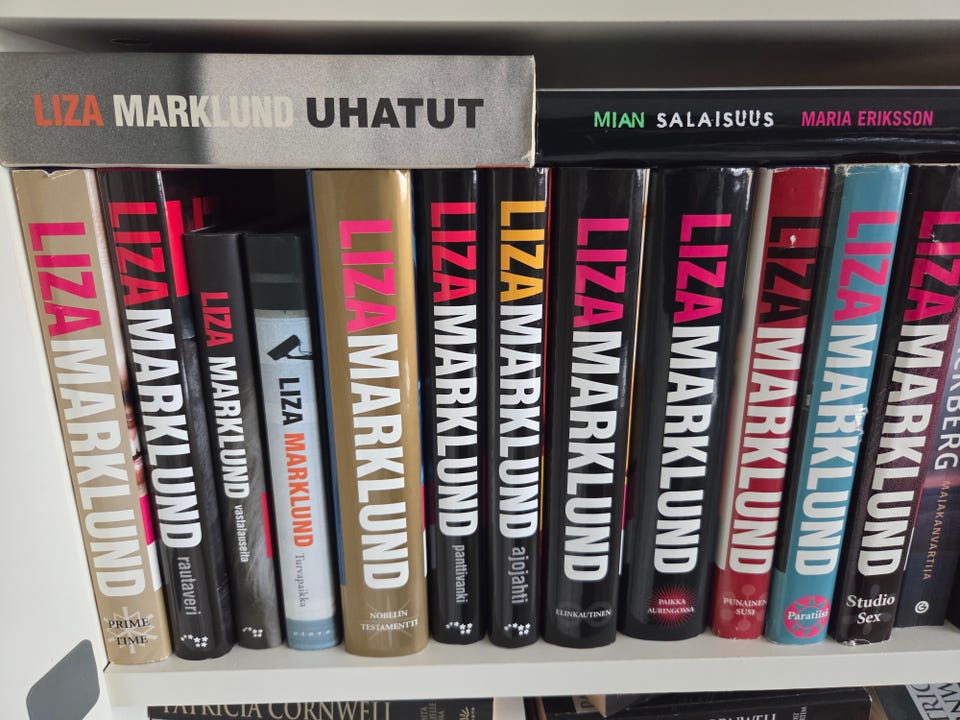 LIZA MARKLUND UHATUT
MIAN SALAISUUS MARIA ERIKSSON
LIZA MARKLUND PRIME TIME
LIZA MARKLUND rautaveri
LIZA MARKLUND vastalauseita
LIZA MARKLUND Turvapaikka
LIZA MARKLUND NOBELIN TESTAMENTTI
LIZA MARKLUND panttivanki
LIZA MARKLUND ajojahti
LIZA MARKLUND ELINKAUTINEN
LIZA MARKLUND PAIKKA AURINGOSSA
LIZA MARKLUND PUNAINEN SUSI
LIZA MARKLUND Paratiisi
LIZA MARKLUND Studio Sex
MAJAKANVARTIJA
PATRICIA CORNWELL